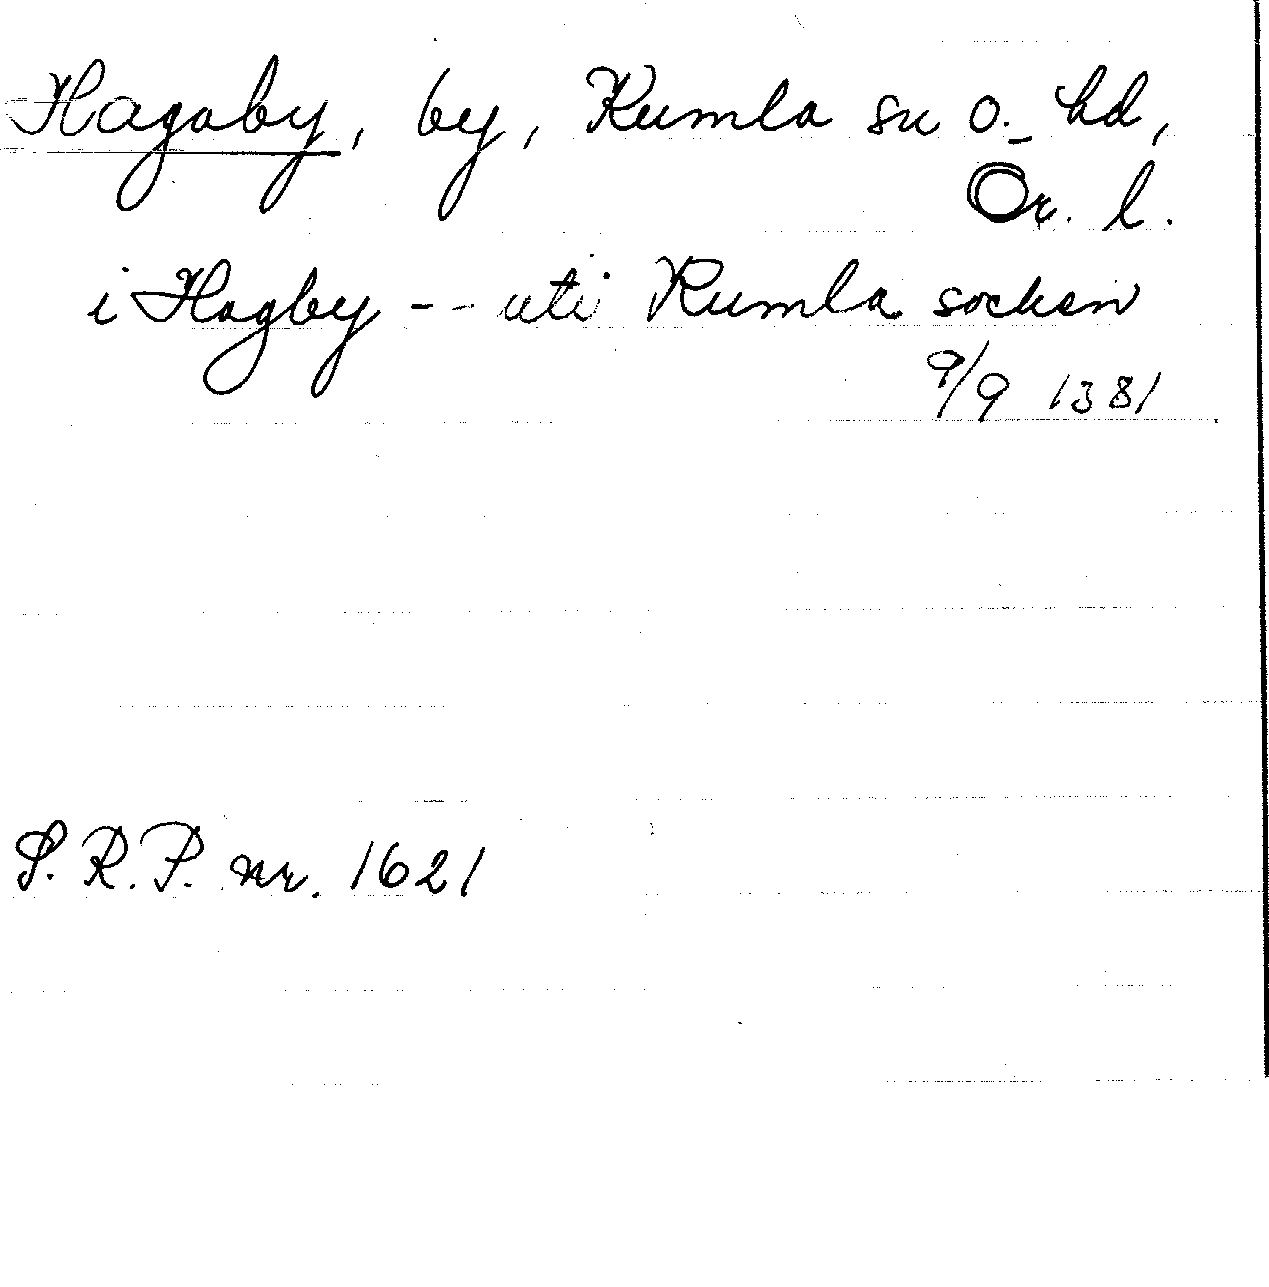 Hagaby, by, Kumla sn o. hd,
Ör. l.
i Hagby -- uti Kumla socken
9/9 1381
S.R.P. nr. 1621